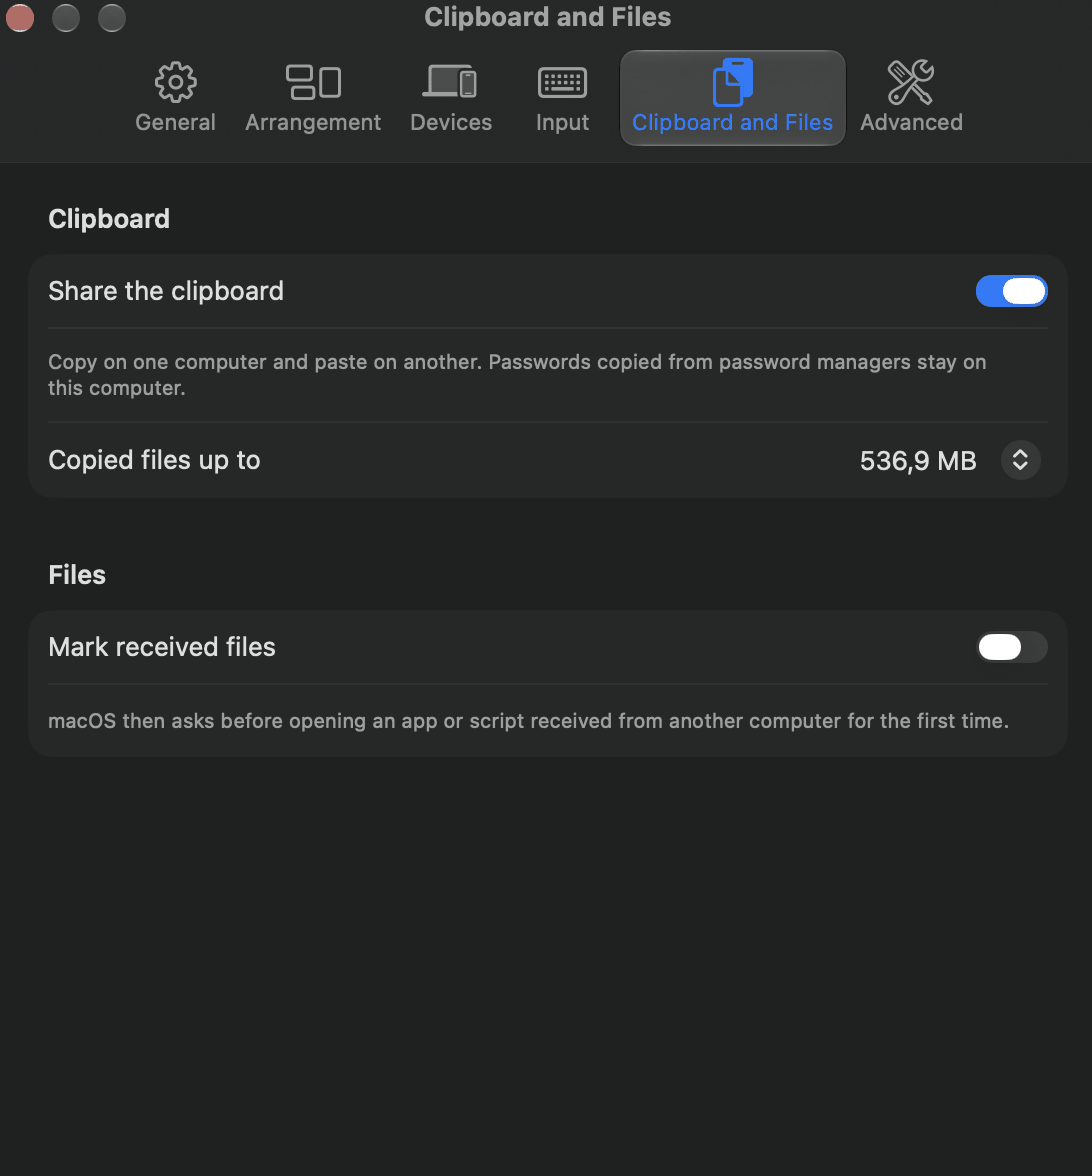 Clipboard and Files
General
Arrangement
Devices
Input
Clipboard and Files
Advanced
Clipboard
Share the clipboard
Copy on one computer and paste on another. Passwords copied from password managers stay on
this computer.
Copied files up to
536,9 MB
Files
Mark received files
macOS then asks before opening an app or script received from another computer for the first time.